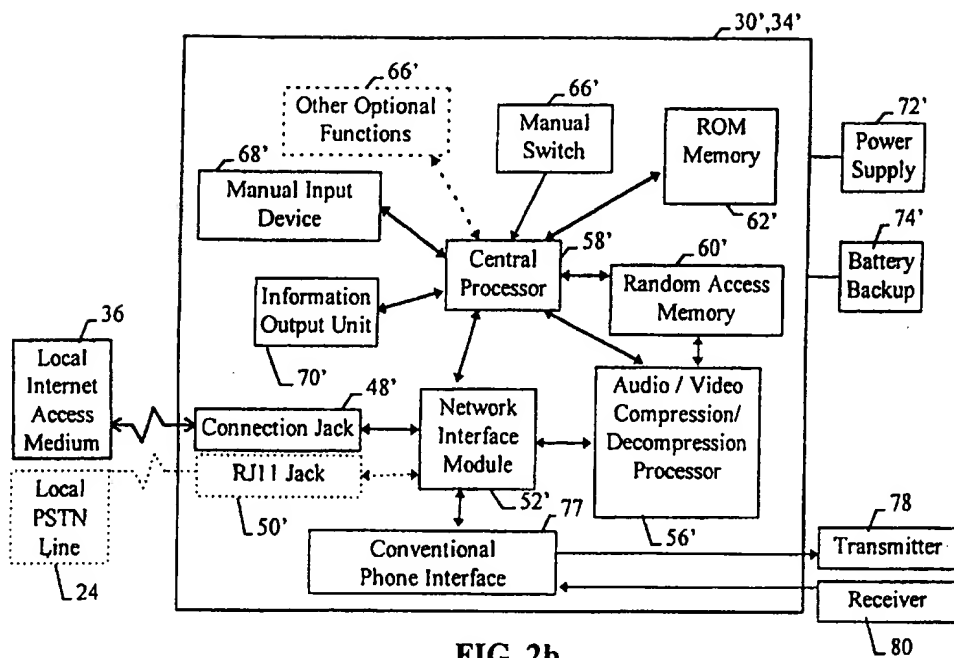 30',34'
66'
Other Optional
Functions
66'
Manual
Switch
ROM
Memory
62'
72'
Power
Supply
68'
Manual Input
Device
58'
Central
Processor
60'
Random Access
Memory
74'
Battery
Backup
Information
Output Unit
70'
36
Local
Internet
Access
Medium
48'
Connection Jack
Network
Interface
Module
52'
Audio / Video
Compression/
Decompression
Processor
56'
RJ11 Jack
50'
Local
PSTN
Line
24
77
Conventional
Phone Interface
78
Transmitter
Receiver
80
FIG. 2b